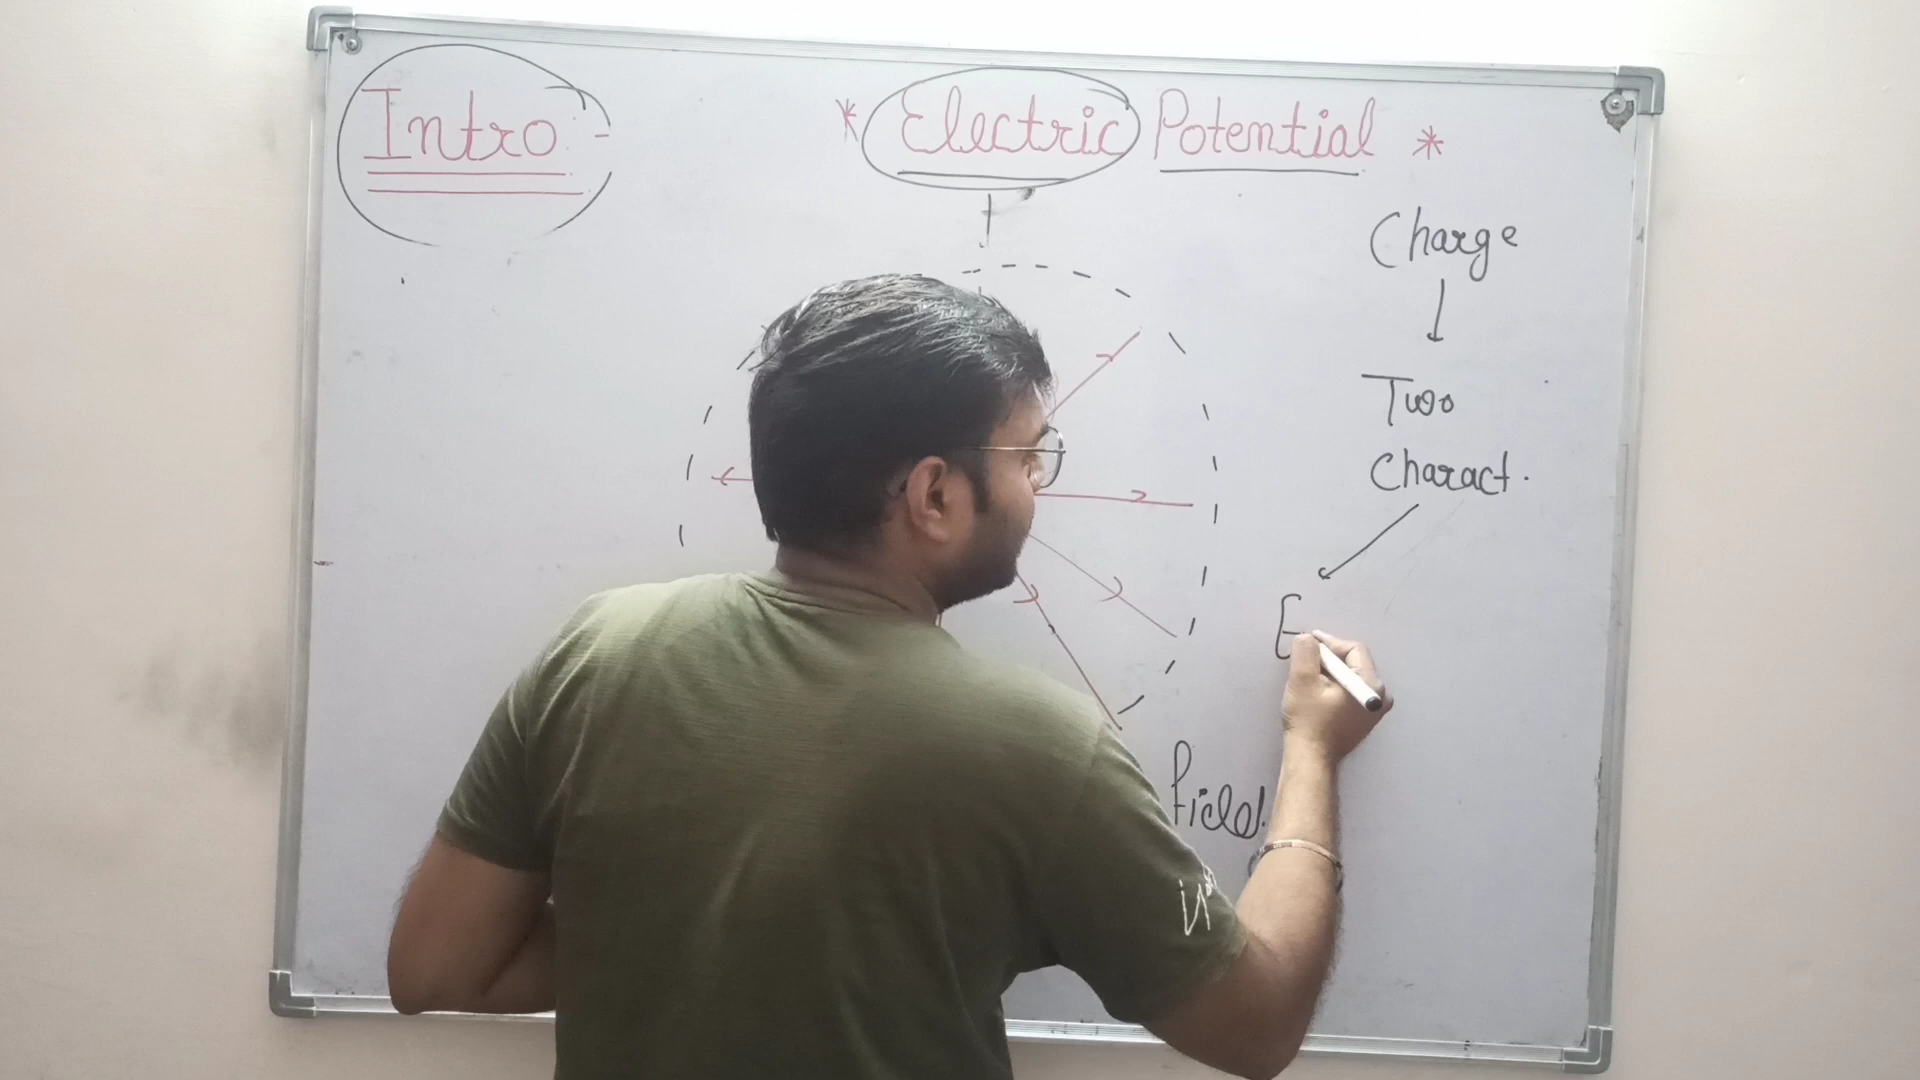 Intro -
* Electric Potential *
Charge
Two
Charact.
E
field.